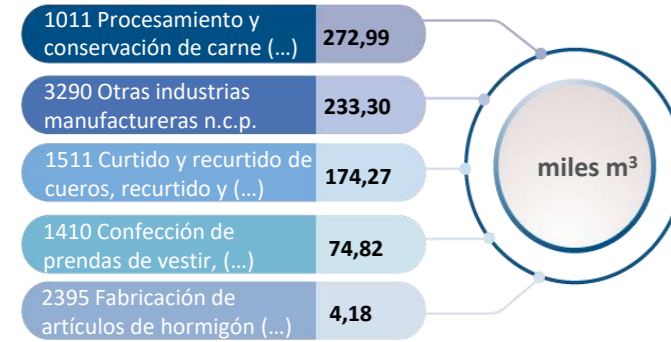 1011 Procesamiento y
conservación de carne (...)
272,99
3290 Otras industrias
manufactureras n.c.p.
233,30
1511 Curtido y recurtido de
cueros, recurtido y (...)
174,27
1410 Confección de
prendas de vestir, (...)
74,82
2395 Fabricación de
artículos de hormigón (...)
4,18
miles m³